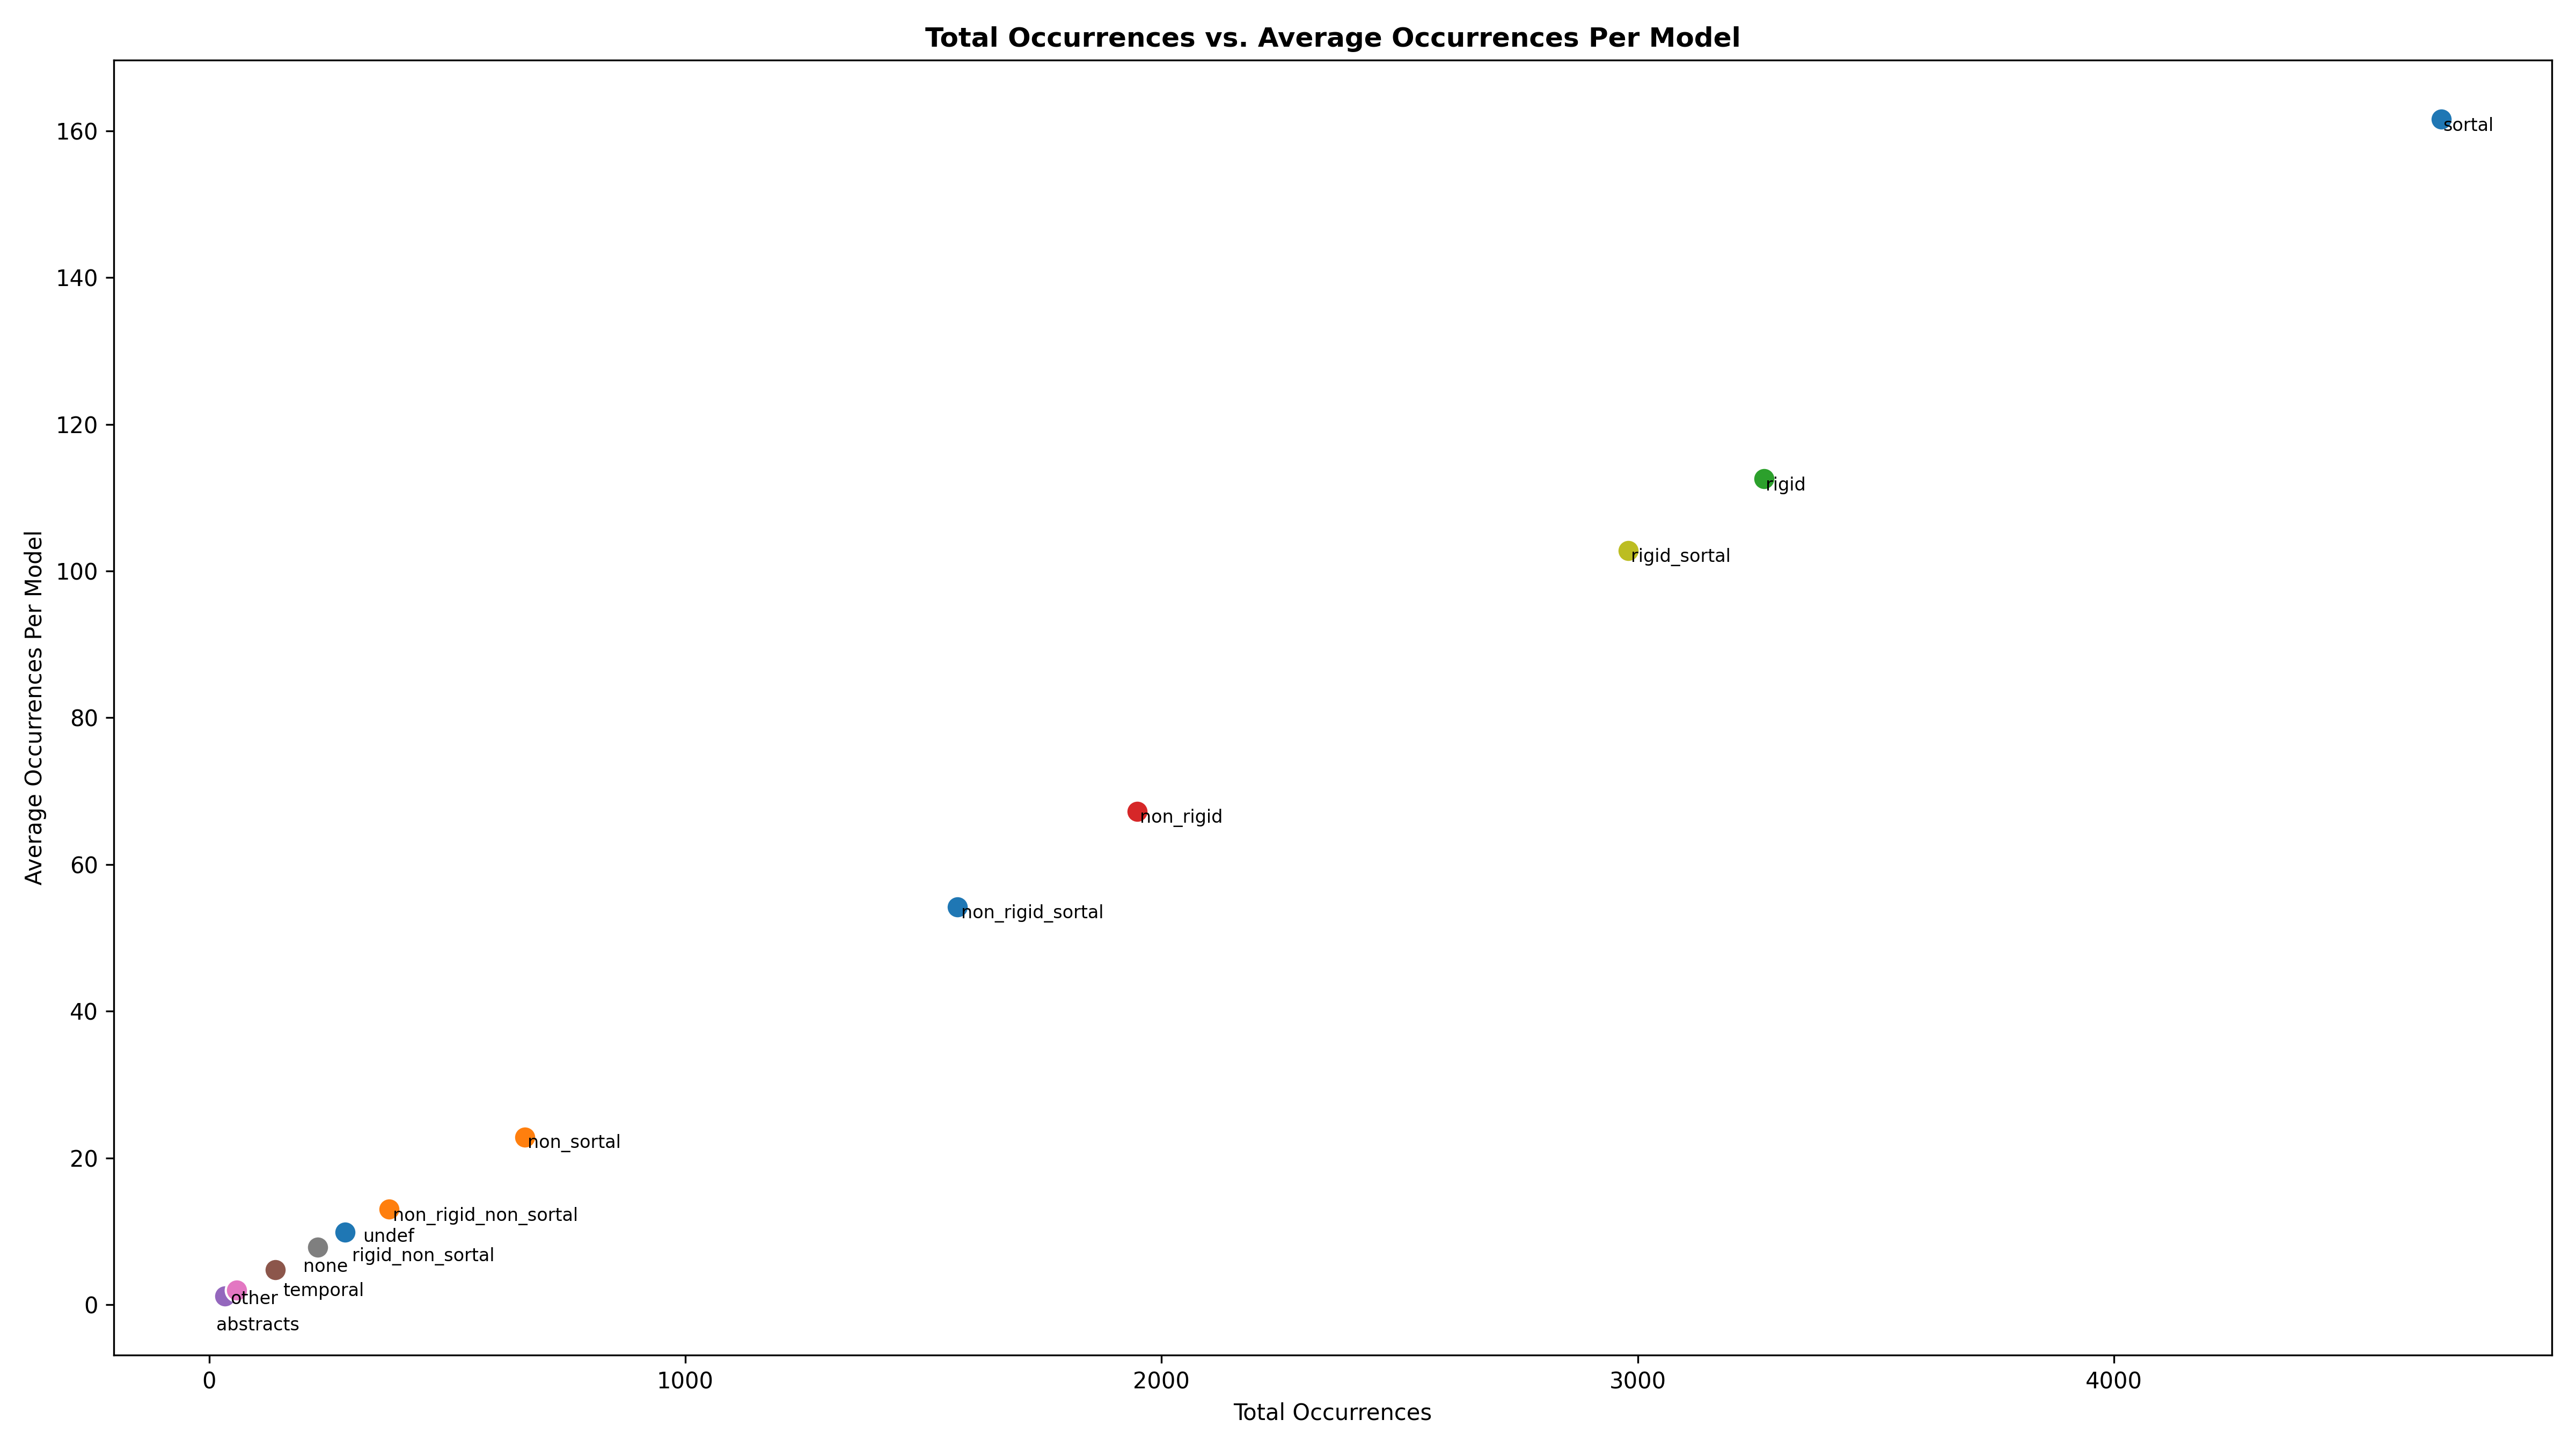 Total Occurrences vs. Average Occurrences Per Model
Average Occurrences Per Model
160
140
120
100
80
60
40
20
0
sortal
rigid
rigid_sortal
non_rigid
non_rigid_sortal
non_sortal
non_rigid_non_sortal
undef
rigid_non_sortal
none
temporal
other
abstracts
0 1000 2000 3000 4000
Total Occurrences